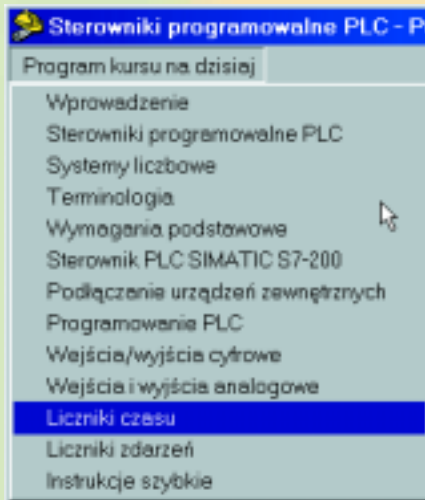 Sterowniki programowalne PLC - P
Program kursu na dzisiaj
Wprowadzenie
Sterowniki programowalne PLC
Systemy liczbowe
Terminologia
Wymagania podstawowe
Sterownik PLC SIMATIC S7-200
Podłączanie urządzeń zewnętrznych
Programowanie PLC
Wejścia/wyjścia cyfrowe
Wejścia i wyjścia analogowe
Liczniki czasu
Liczniki zdarzeń
Instrukcje szybkie